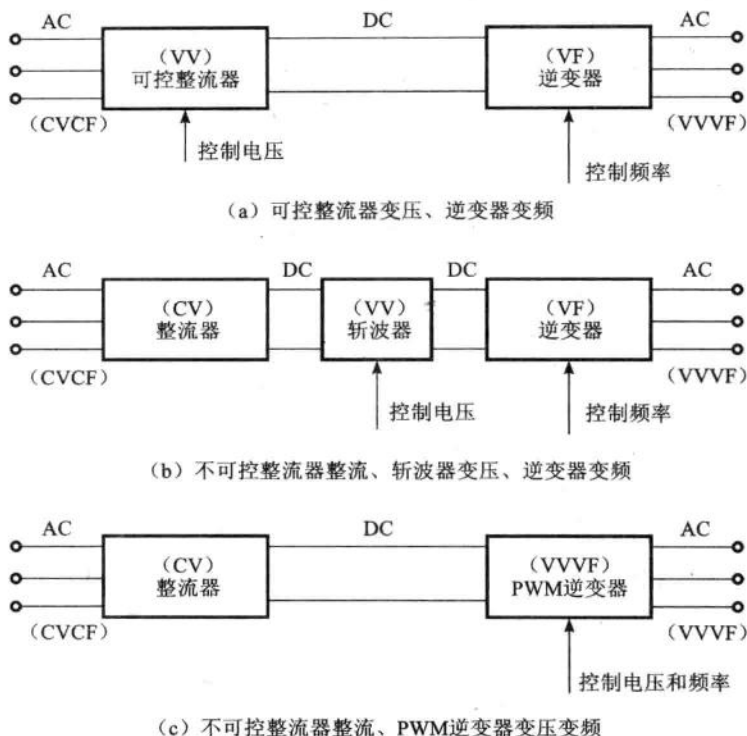 AC
DC
AC
（VV）
可控整流器
（VF）
逆变器
（CVCF）
（VVVF）
控制电压
控制频率
（a）可控整流器变压、逆变器变频
AC
DC
DC
AC
（CV）
整流器
（VV）
斩波器
（VF）
逆变器
（CVCF）
（VVVF）
控制电压
控制频率
（b）不可控整流器整流、斩波器变压、逆变器变频
AC
DC
AC
（CV）
整流器
（VVVF）
PWM逆变器
（CVCF）
（VVVF）
控制电压和频率
（c）不可控整流器整流、PWM逆变器变压变频